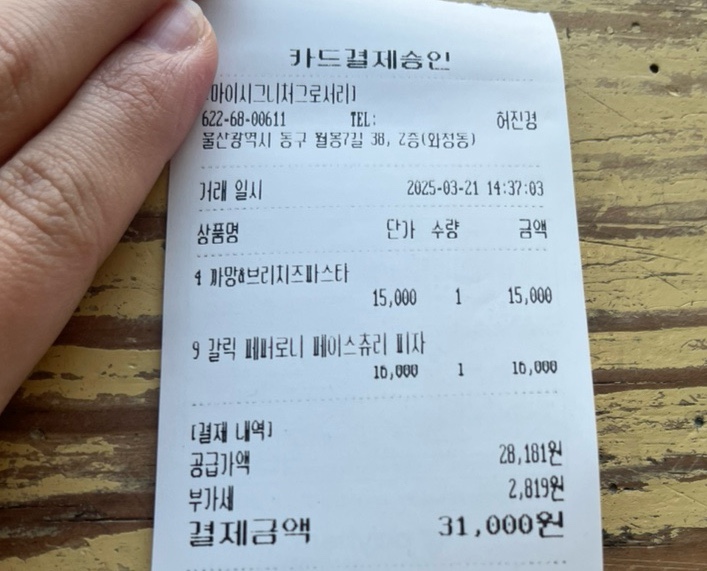 카드결제승인
[마이시그니처그로서리]
622-68-00611 TEL: 허진경
울산광역시 동구 월봉7길 38, 2층(화정동)
거래 일시 2025-03-21 14:37:03
상품명 단가 수량 금액
4 까망&브리치즈파스타
15,000 1 15,000
9 갈릭 페퍼로니 페이스츄리 피자
16,000 1 16,000
[결제 내역]
공급가액 28,181원
부가세 2,819원
결제금액 31,000원